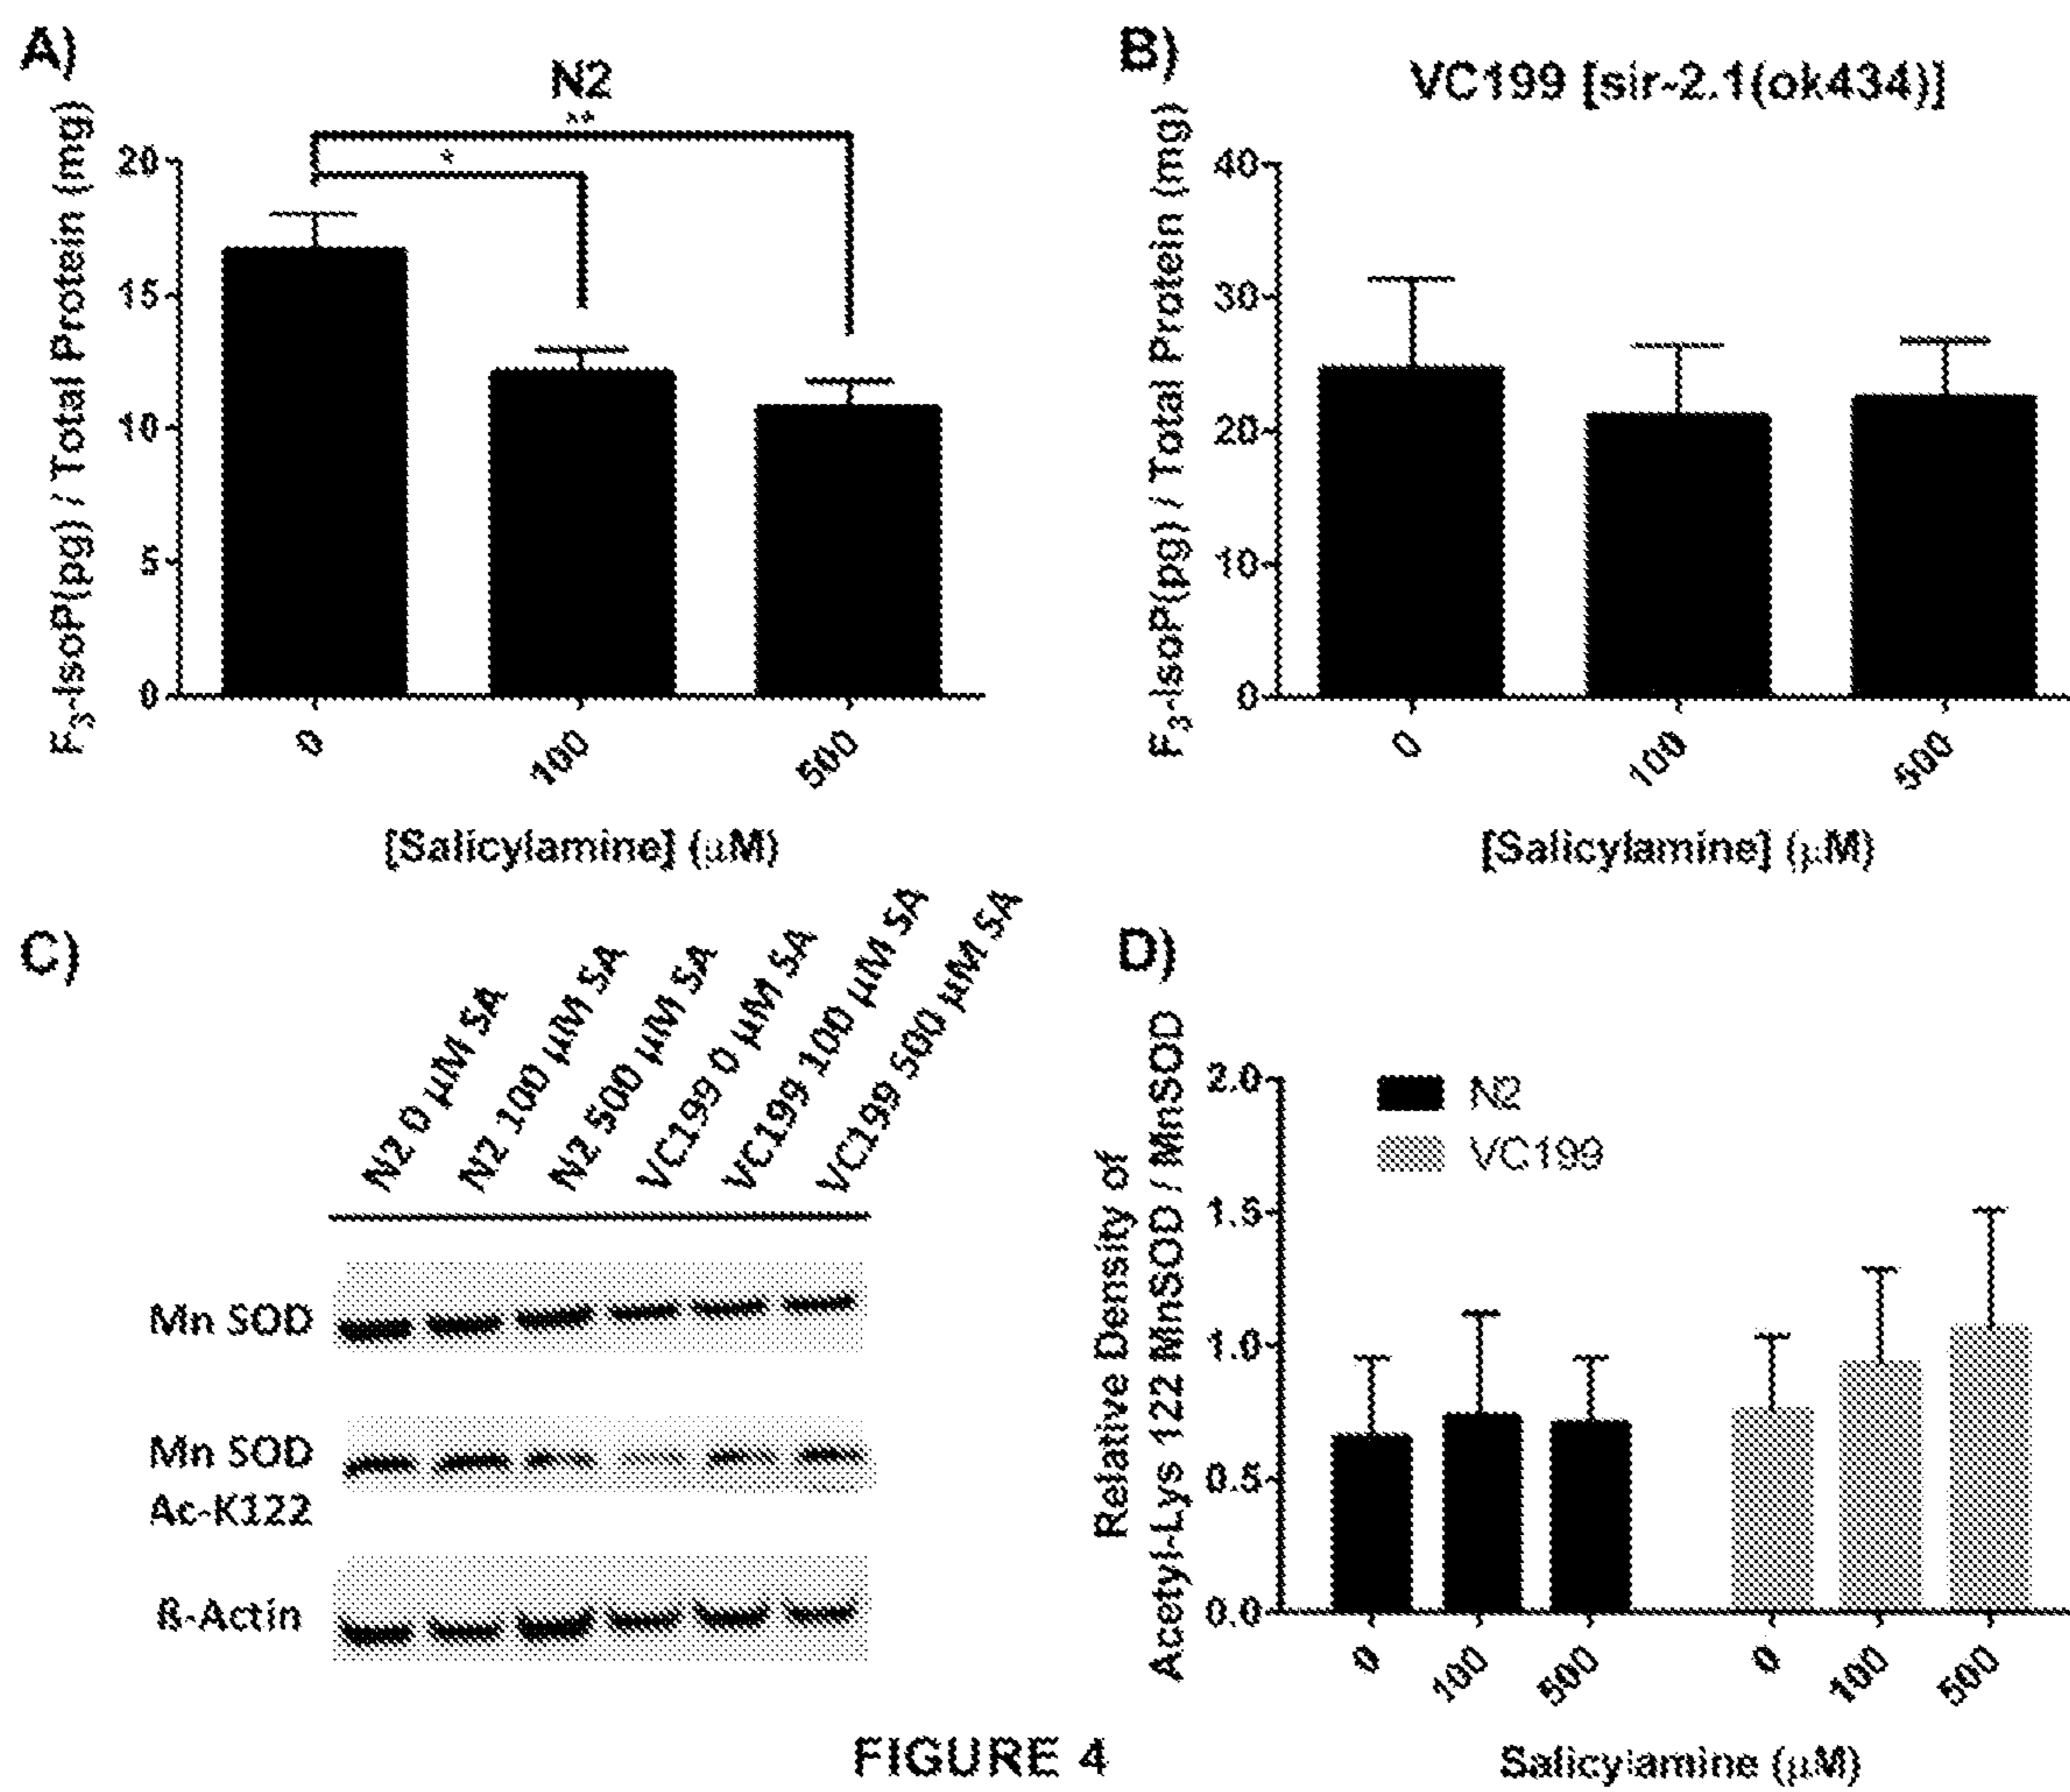 A)
N2
**
*
F3-IsoP(pg) / Total Protein (mg)
20
15
10
5
0
0
100
500
[Salicylamine] (μM)
B)
VC199 [sir-2.1(ok434)]
F3-IsoP(pg) / Total Protein (mg)
40
30
20
10
0
0
100
500
[Salicylamine] (μM)
C)
N2 0 μM SA
N2 100 μM SA
N2 500 μM SA
VC199 0 μM SA
VC199 100 μM SA
VC199 500 μM SA
Mn SOD
Mn SOD
Ac-K122
ß-Actin
D)
Relative Density of
Acetyl-Lys 122 MnSOD / MnSOD
2.0
1.5
1.0
0.5
0.0
N2
VC199
0
100
500
0
100
500
Salicylamine (μM)
FIGURE 4